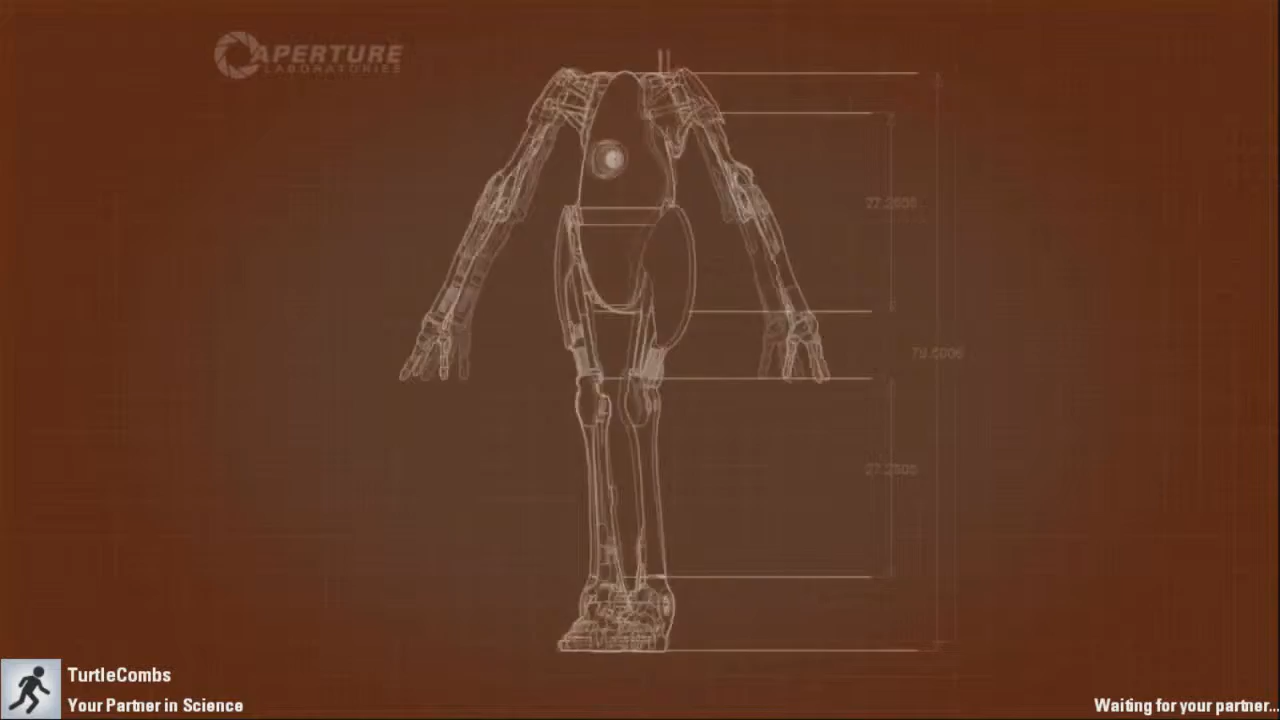 APERTURE
LABORATORIES
TurtleCombs
Your Partner in Science
Waiting for your partner...